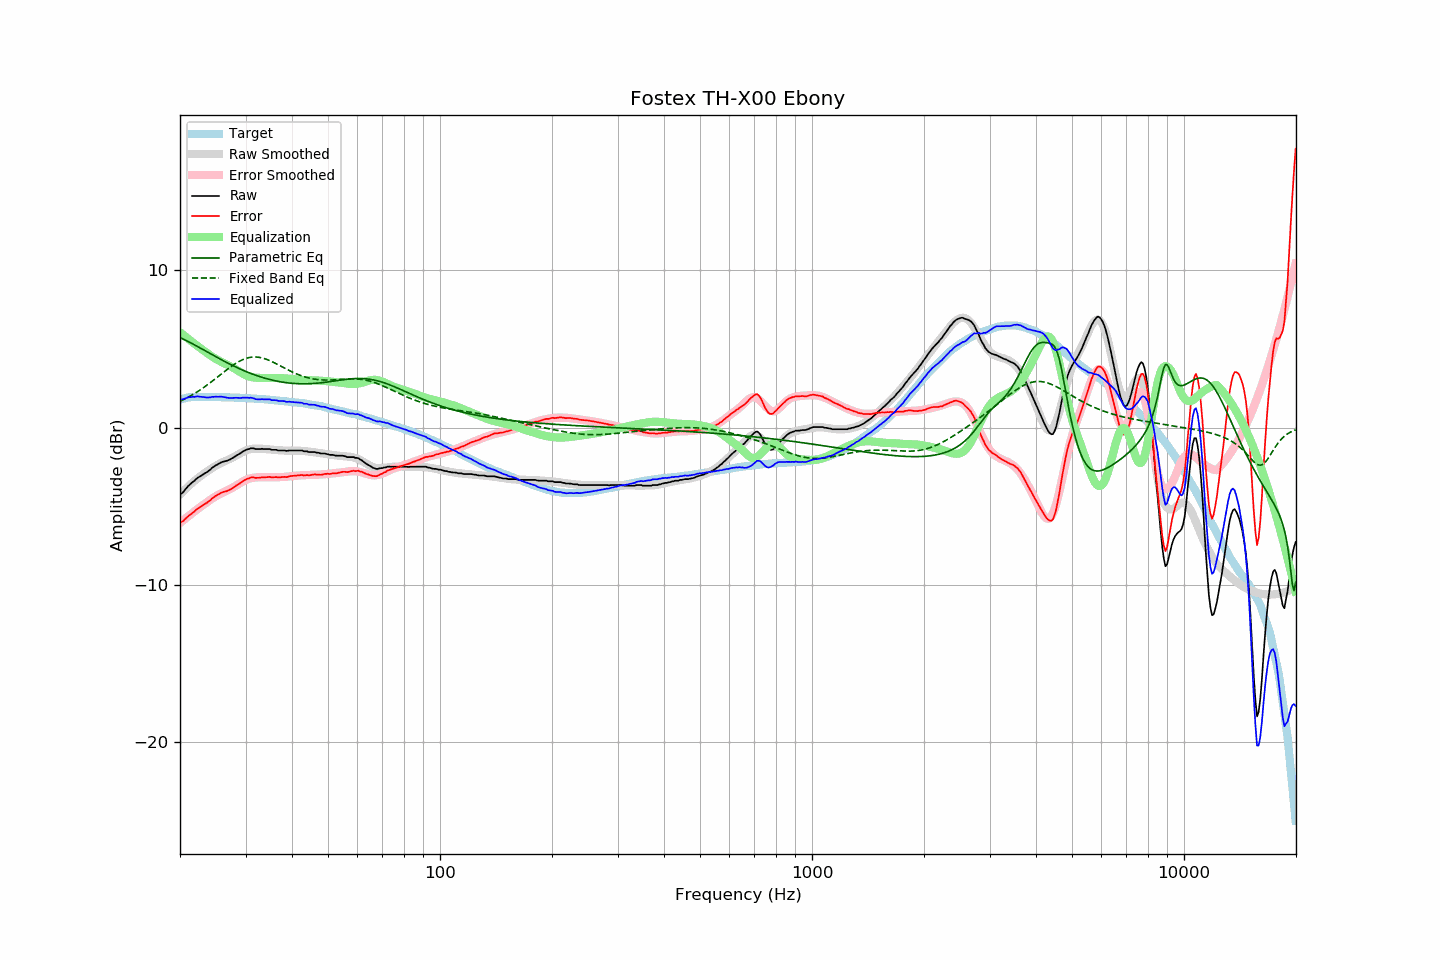 Fostex TH-X00 Ebony
Target
Raw Smoothed
Error Smoothed
Raw
Error
Equalization
Parametric Eq
Fixed Band Eq
Equalized
10
0
−10
−20
Amplitude (dBr)
100
1000
10000
Frequency (Hz)